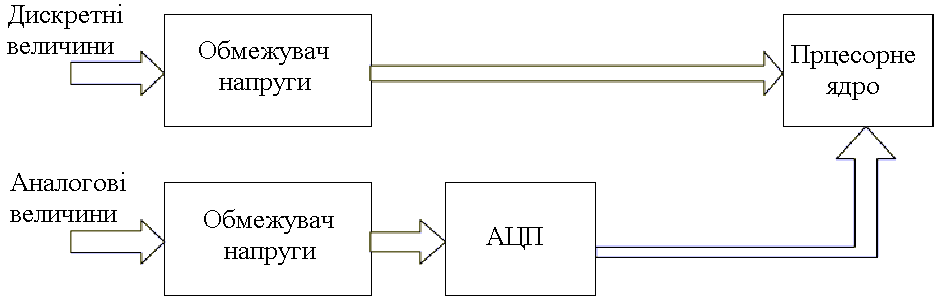 Дискретні
величини
Обмежувач
напруги
Прцесорне
ядро
Аналогові
величини
Обмежувач
напруги
АЦП